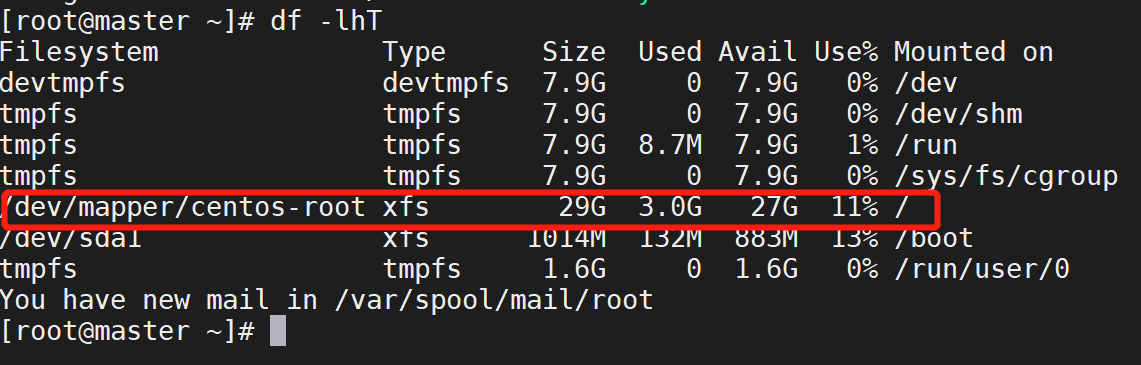 [root@master ~]# df -lhT
Filesystem Type Size Used Avail Use% Mounted on
devtmpfs devtmpfs 7.9G 0 7.9G 0% /dev
tmpfs tmpfs 7.9G 0 7.9G 0% /dev/shm
tmpfs tmpfs 7.9G 8.7M 7.9G 1% /run
tmpfs tmpfs 7.9G 0 7.9G 0% /sys/fs/cgroup
/dev/mapper/centos-root xfs 29G 3.0G 27G 11% /
/dev/sda1 xfs 1014M 132M 883M 13% /boot
tmpfs tmpfs 1.6G 0 1.6G 0% /run/user/0
You have new mail in /var/spool/mail/root
[root@master ~]#